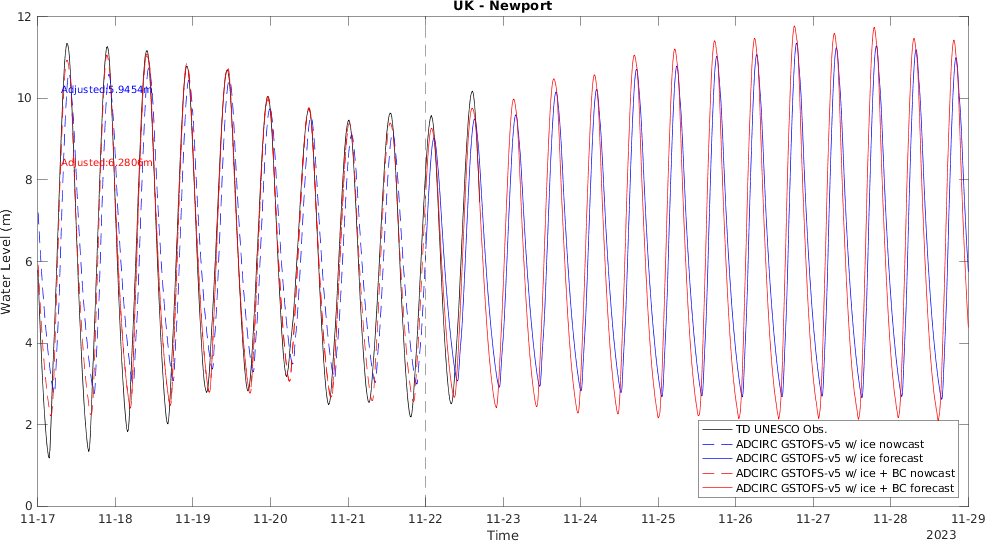 UK - Newport
12
10
8
6
4
2
0
Water Level (m)
Adjusted:5.9454m
Adjusted:6.2806m
TD UNESCO Obs.
ADCIRC GSTOFS-v5 w/ ice nowcast
ADCIRC GSTOFS-v5 w/ ice forecast
ADCIRC GSTOFS-v5 w/ ice + BC nowcast
ADCIRC GSTOFS-v5 w/ ice + BC forecast
11-17 11-18 11-19 11-20 11-21 11-22 11-23 11-24 11-25 11-26 11-27 11-28 11-29
Time
2023